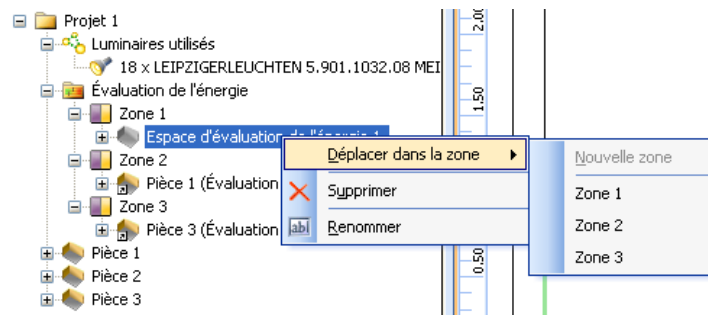 Projet 1
Luminaires utilisés
18 x LEIPZIGERLEUCHTEN 5.901.1032.08 MEI
Évaluation de l'énergie
Zone 1
Espace d'évaluation de l'énergie 1
Zone 2
Pièce 1 (Évaluation
Zone 3
Pièce 3 (Évaluation
Pièce 1
Pièce 2
Pièce 3
Déplacer dans la zone
Supprimer
Renommer
Nouvelle zone
Zone 1
Zone 2
Zone 3
2.00
1.50
0.50